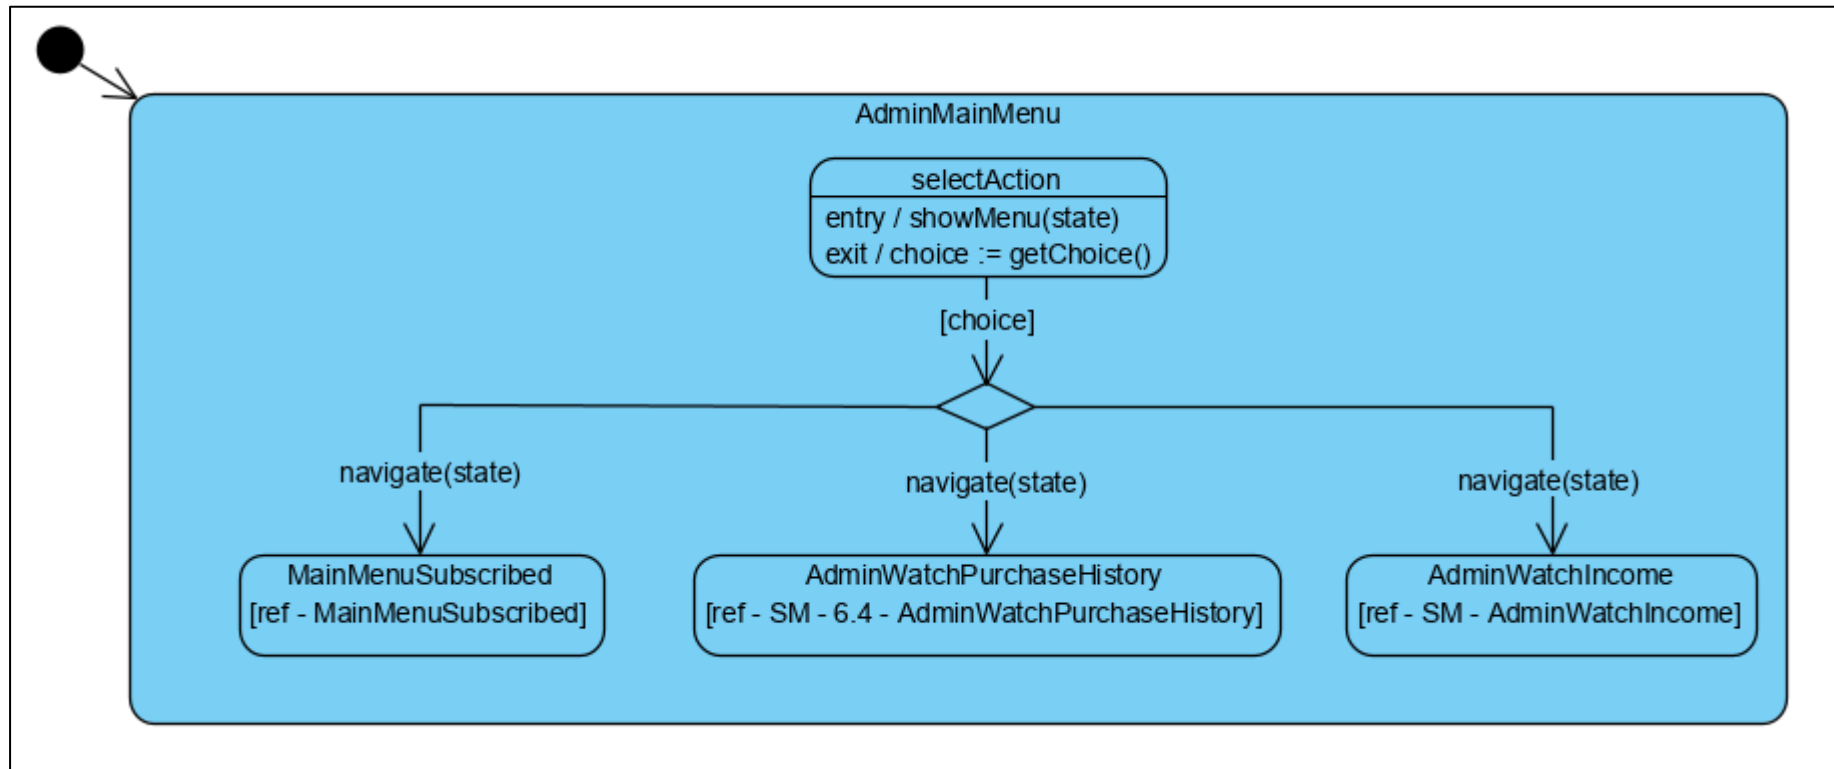 AdminMainMenu
selectAction
entry / showMenu(state)
exit / choice := getChoice()
[choice]
navigate(state)
navigate(state)
navigate(state)
MainMenuSubscribed
[ref - MainMenuSubscribed]
AdminWatchPurchaseHistory
[ref - SM - 6.4 - AdminWatchPurchaseHistory]
AdminWatchIncome
[ref - SM - AdminWatchIncome]